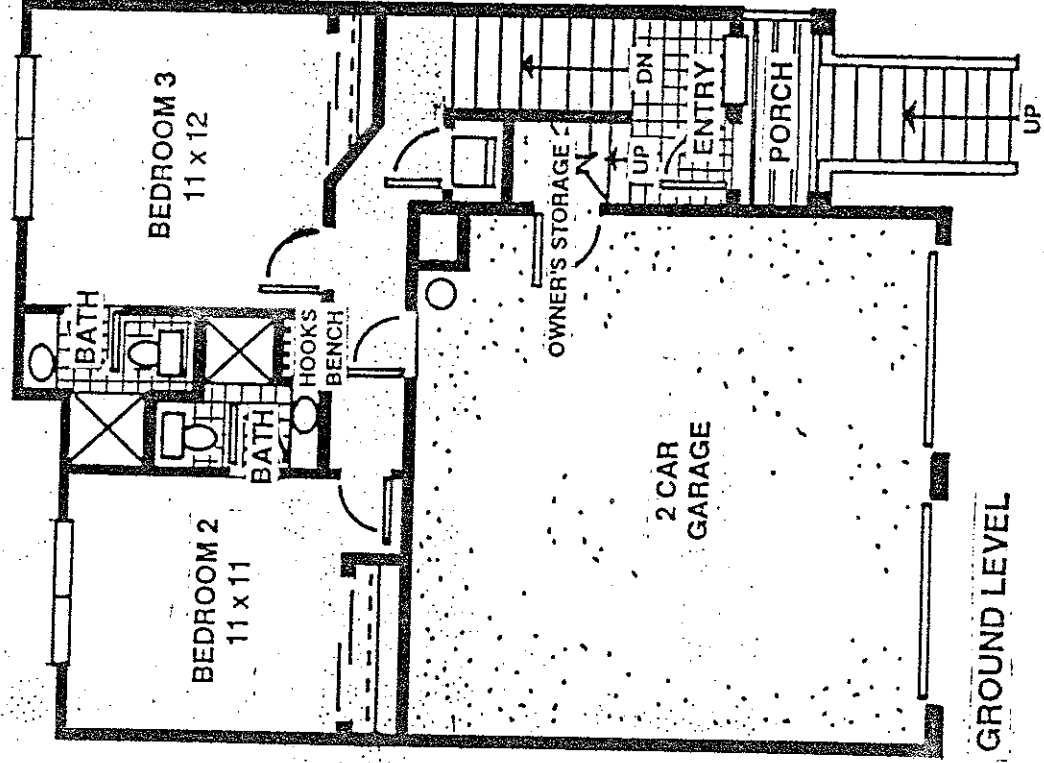 BEDROOM 2
11 x 11
BEDROOM 3
11 x 12
BATH
BATH
HOOKS
BENCH
OWNER'S STORAGE
UP
DN
ENTRY
PORCH
UP
2 CAR
GARAGE
GROUND LEVEL